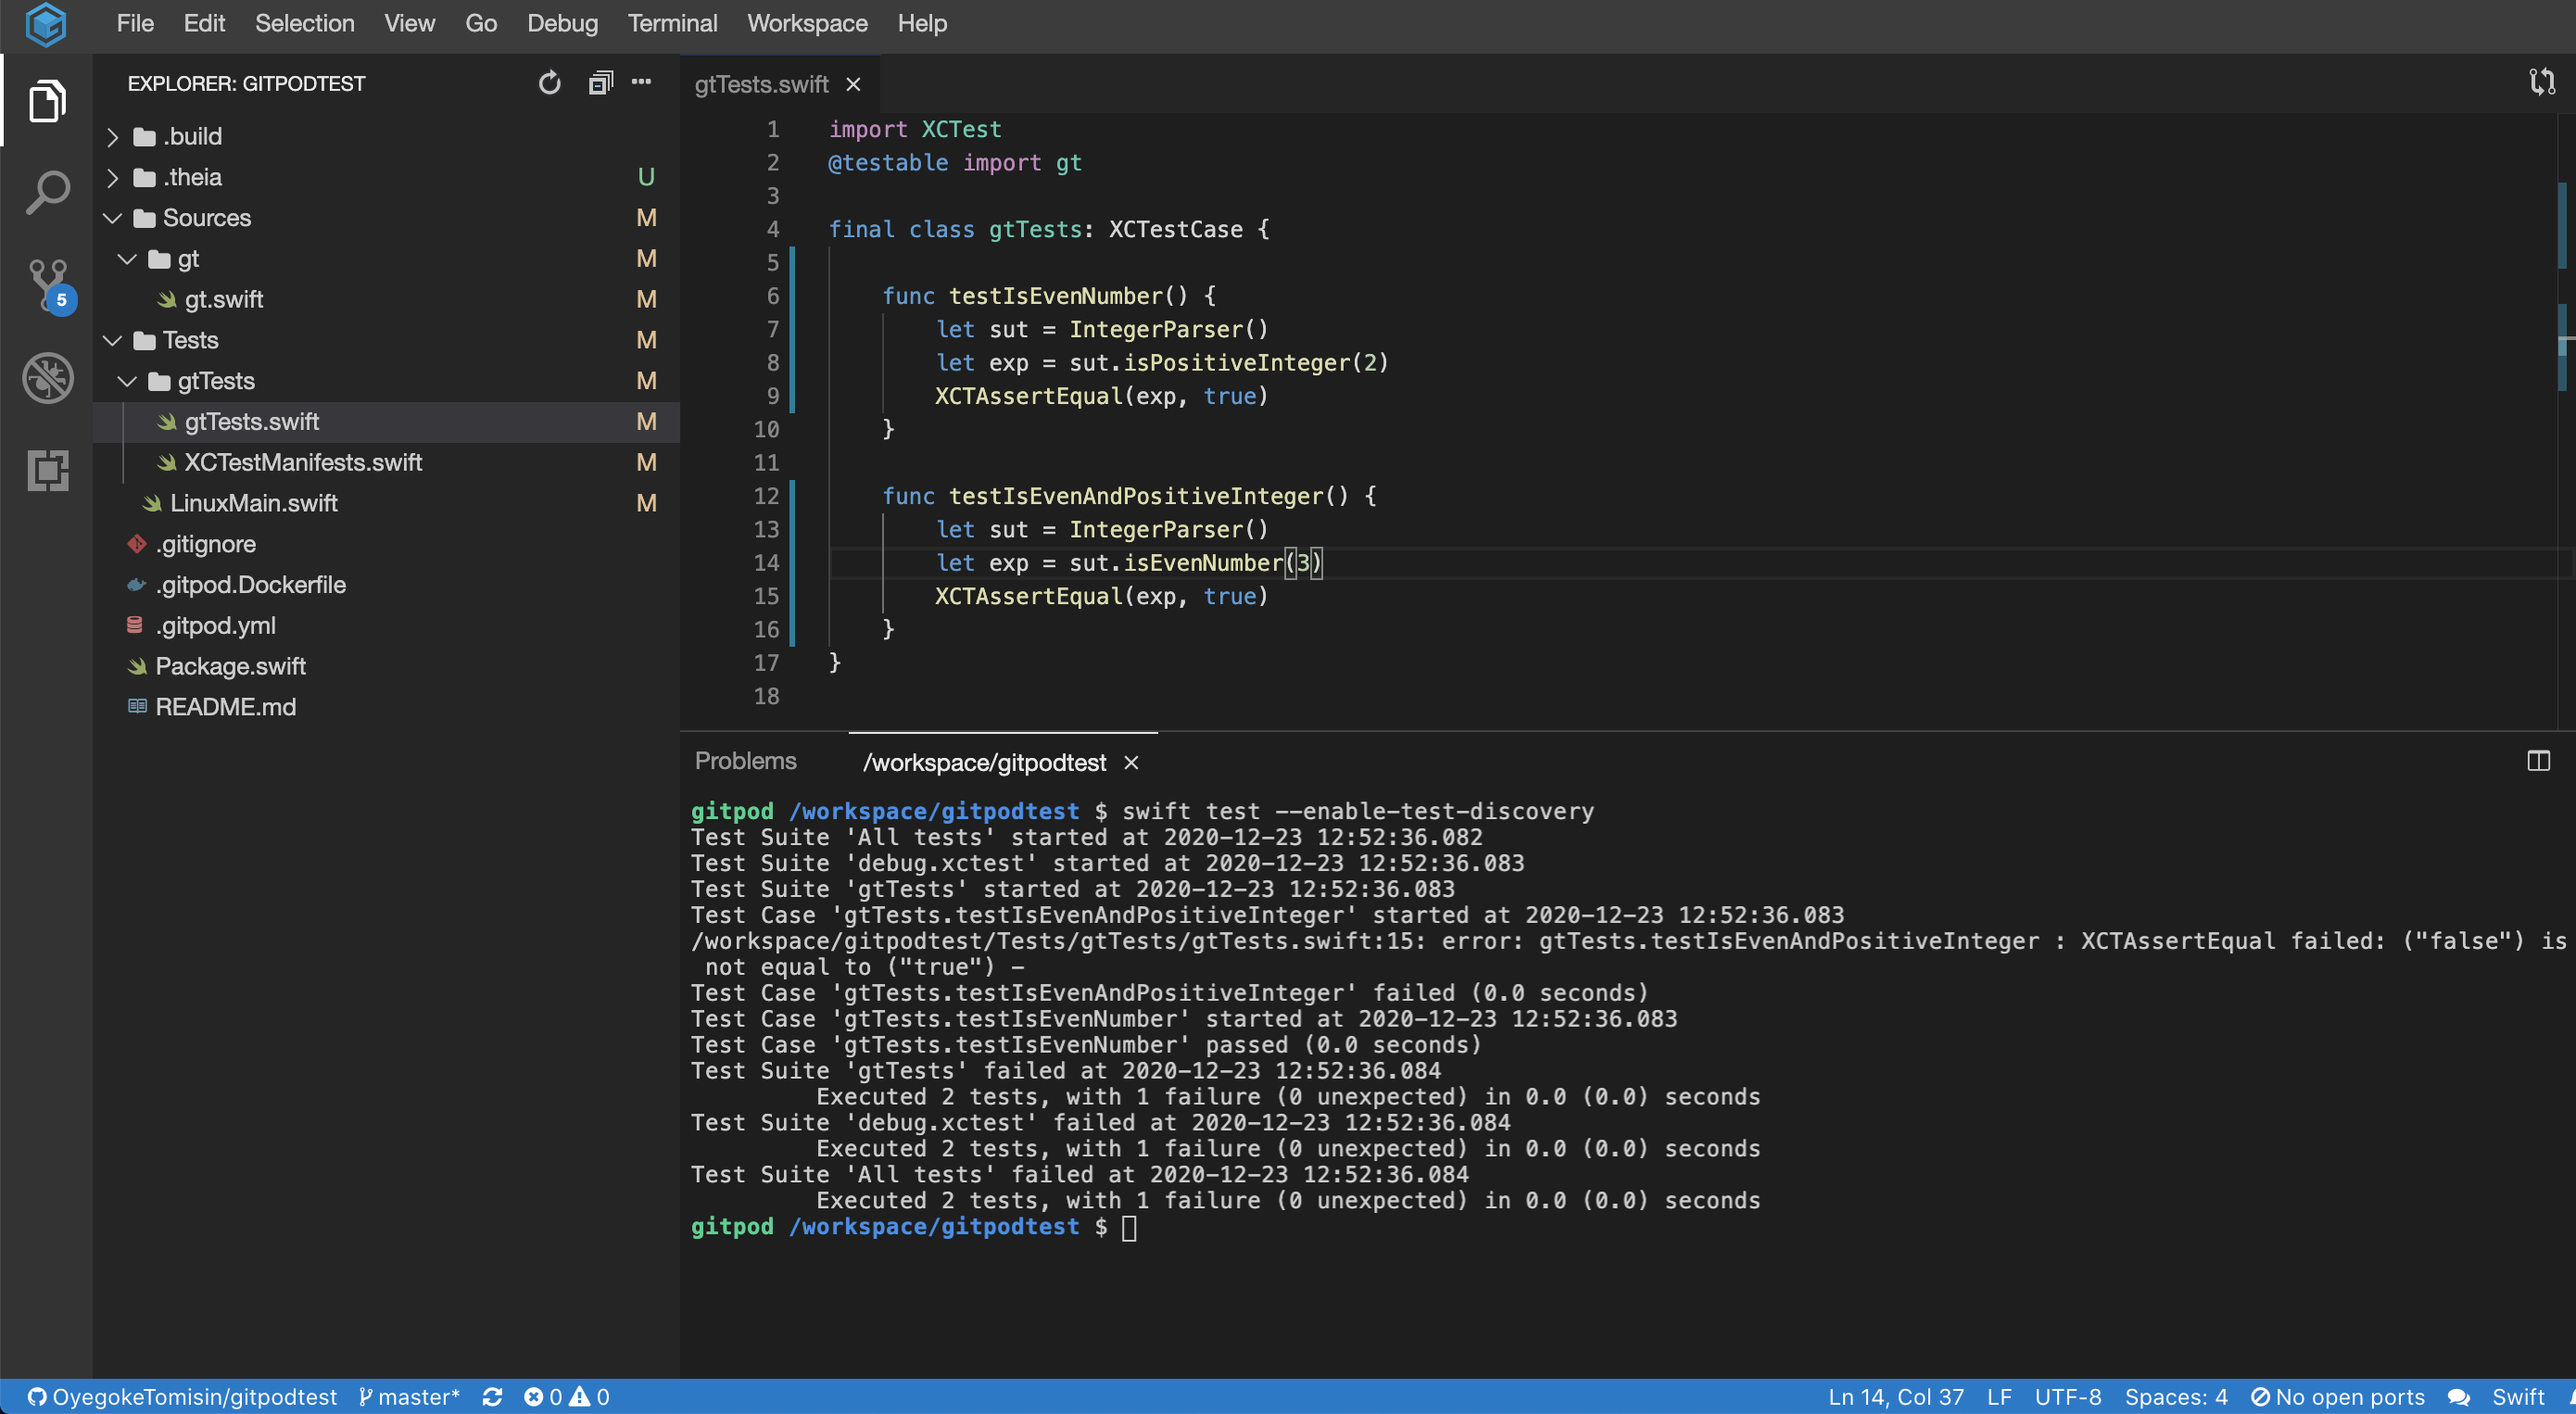 File Edit Selection View Go Debug Terminal Workspace Help
EXPLORER: GITPODTEST
.build
.theia U
Sources M
gt M
gt.swift M
Tests M
gtTests M
gtTests.swift M
XCTestManifests.swift M
LinuxMain.swift M
.gitignore
.gitpod.Dockerfile
.gitpod.yml
Package.swift
README.md
5
gtTests.swift
1 import XCTest
2 @testable import gt
3
4 final class gtTests: XCTestCase {
5
6 func testIsEvenNumber() {
7 let sut = IntegerParser()
8 let exp = sut.isPositiveInteger(2)
9 XCTAssertEqual(exp, true)
10 }
11
12 func testIsEvenAndPositiveInteger() {
13 let sut = IntegerParser()
14 let exp = sut.isEvenNumber(3)
15 XCTAssertEqual(exp, true)
16 }
17 }
18
Problems /workspace/gitpodtest
gitpod /workspace/gitpodtest $ swift test --enable-test-discovery
Test Suite 'All tests' started at 2020-12-23 12:52:36.082
Test Suite 'debug.xctest' started at 2020-12-23 12:52:36.083
Test Suite 'gtTests' started at 2020-12-23 12:52:36.083
Test Case 'gtTests.testIsEvenAndPositiveInteger' started at 2020-12-23 12:52:36.083
/workspace/gitpodtest/Tests/gtTests/gtTests.swift:15: error: gtTests.testIsEvenAndPositiveInteger : XCTAssertEqual failed: ("false") is
not equal to ("true") -
Test Case 'gtTests.testIsEvenAndPositiveInteger' failed (0.0 seconds)
Test Case 'gtTests.testIsEvenNumber' started at 2020-12-23 12:52:36.083
Test Case 'gtTests.testIsEvenNumber' passed (0.0 seconds)
Test Suite 'gtTests' failed at 2020-12-23 12:52:36.084
Executed 2 tests, with 1 failure (0 unexpected) in 0.0 (0.0) seconds
Test Suite 'debug.xctest' failed at 2020-12-23 12:52:36.084
Executed 2 tests, with 1 failure (0 unexpected) in 0.0 (0.0) seconds
Test Suite 'All tests' failed at 2020-12-23 12:52:36.084
Executed 2 tests, with 1 failure (0 unexpected) in 0.0 (0.0) seconds
gitpod /workspace/gitpodtest $
OyegokeTomisin/gitpodtest master* 0 0 Ln 14, Col 37 LF UTF-8 Spaces: 4 No open ports Swift